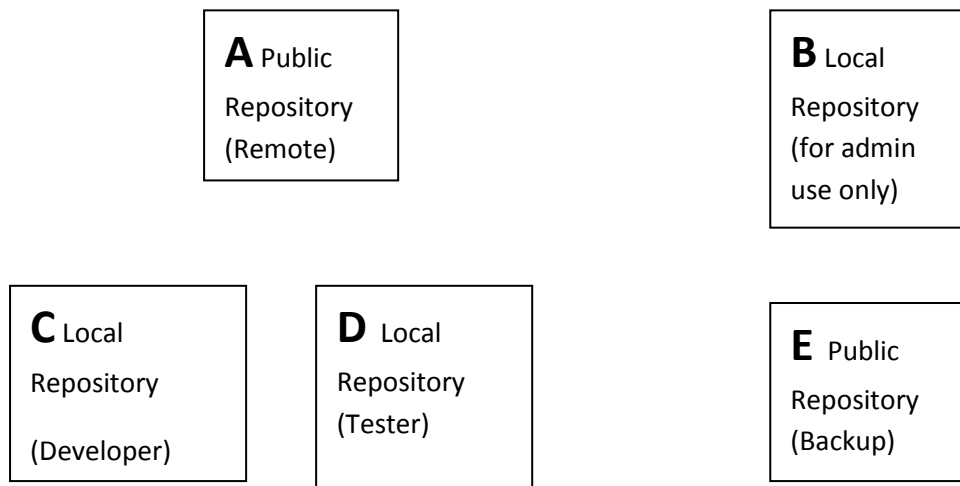 A Public
Repository
(Remote)
B Local
Repository
(for admin
use only)
C Local
Repository
(Developer)
D Local
Repository
(Tester)
E Public
Repository
(Backup)